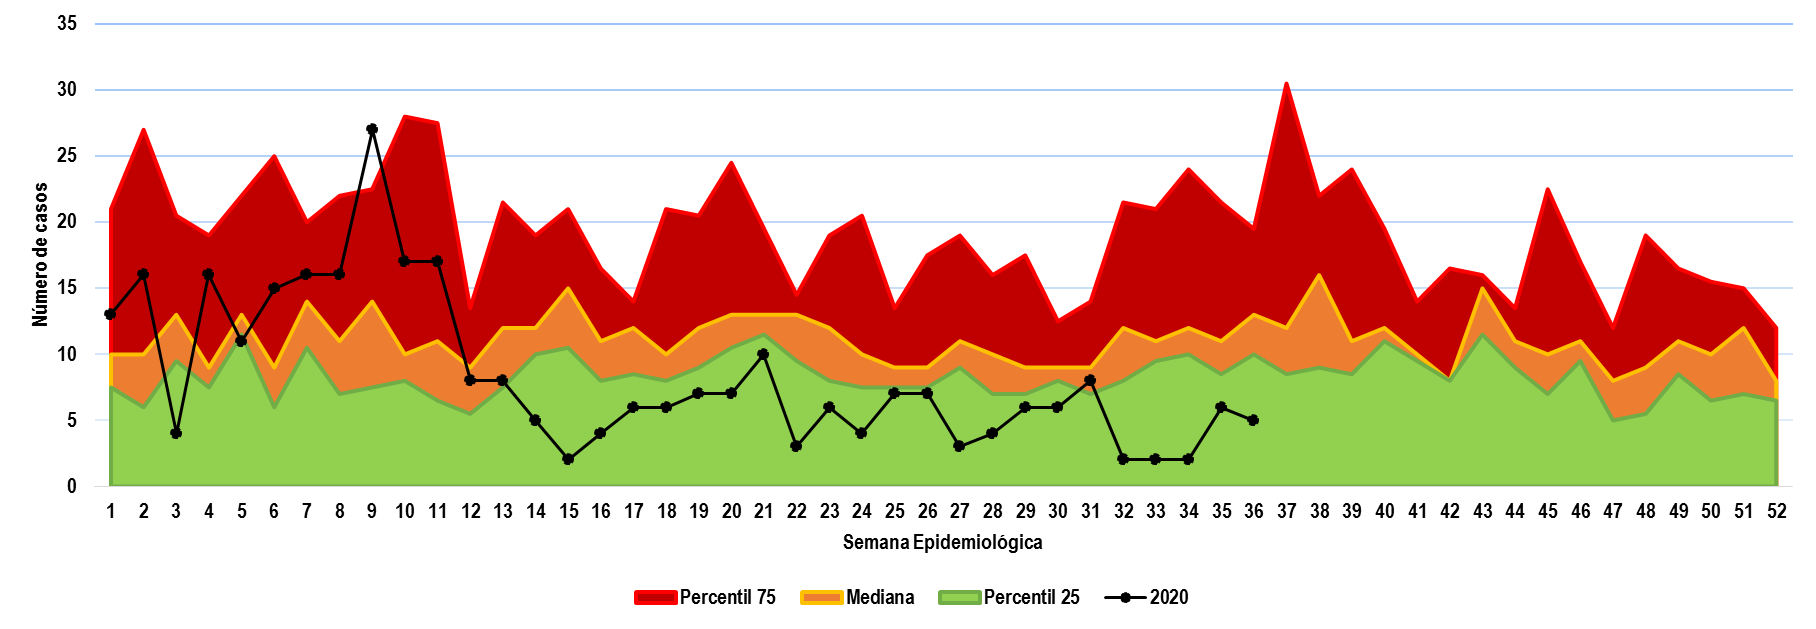 35
30
25
20
15
10
5
0
Número de casos
1 2 3 4 5 6 7 8 9 10 11 12 13 14 15 16 17 18 19 20 21 22 23 24 25 26 27 28 29 30 31 32 33 34 35 36 37 38 39 40 41 42 43 44 45 46 47 48 49 50 51 52
Semana Epidemiológica
Percentil 75 Mediana Percentil 25 2020